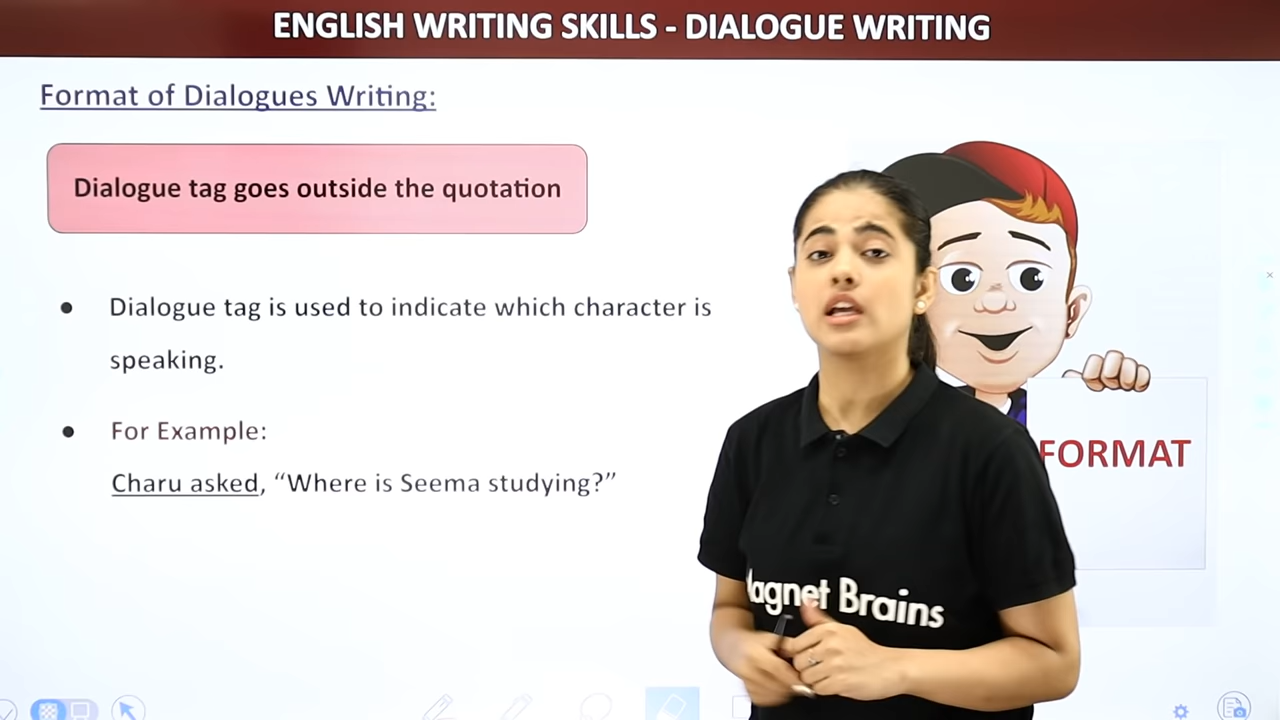 ENGLISH WRITING SKILLS - DIALOGUE WRITING
Format of Dialogues Writing:
Dialogue tag goes outside the quotation
● Dialogue tag is used to indicate which character is
speaking.
● For Example:
Charu asked, “Where is Seema studying?”
FORMAT
Magnet Brains